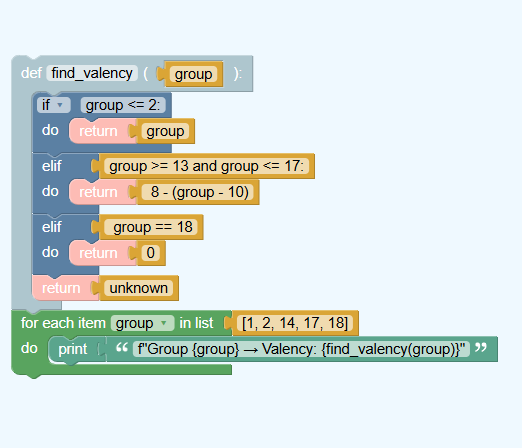 def find_valency ( group ):
if group <= 2:
do return group
elif group >= 13 and group <= 17:
do return 8 - (group - 10)
elif group == 18
do return 0
return unknown
for each item group in list [1, 2, 14, 17, 18]
do print “ f"Group {group} → Valency: {find_valency(group)}" ”